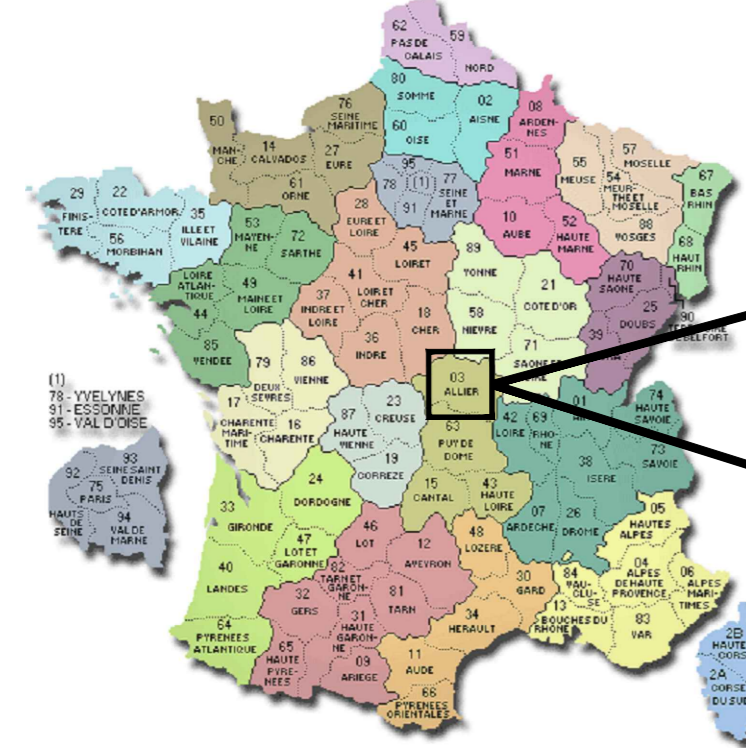 62
PAS DE
CALAIS
59
NORD
80
SOMME
02
AISNE
60
OISE
08
ARDEN-
NES
51
MARNE
10
AUBE
52
HAUTE
MARNE
76
SEINE
MARITIME
27
EURE
50
MAN-
CHE
14
CALVADOS
61
ORNE
95
78
(1)
91
77
SEINE
ET
MARNE
57
MOSELLE
55
MEUSE
54
MEUR-
THE ET
MOSELLE
88
VOSGES
67
BAS
RHIN
68
HAUT
RHIN
29
FINIS-
TERE
22
COTE D'ARMOR
56
MORBIHAN
35
ILLE ET
VILAINE
53
MAYEN-
NE
72
SARTHE
LOIRE
ATLAN-
TIQUE
44
49
MAINE ET
LOIRE
85
VENDEE
28
EURE ET
LOIRE
45
LOIRET
41
LOIR ET
CHER
37
INDRE ET
LOIRE
36
INDRE
18
CHER
89
YONNE
21
COTE D'OR
58
NIEVRE
71
SAONE ET
70
HAUTE
SAONE
25
DOUBS
39
90
BELFORT
79
DEUX
SEVRES
86
VIENNE
17
CHARENTE
MARI-
TIME
16
CHARENTE
87
HAUTE
VIENNE
23
CREUSE
19
CORREZE
03
ALLIER
63
PUY DE
DOME
15
CANTAL
43
HAUTE
LOIRE
42
LOIRE
69
RHO-
NE
01
74
HAUTE
SAVOIE
73
SAVOIE
38
ISERE
07
ARDECHE
26
DROME
(1)
78 - YVELYNES
91 - ESSONNE
95 - VAL D'OISE
92
HAUTS
DE
SEINE
93
SEINE SAINT
DENIS
75
PARIS
94
VAL DE
MARNE
24
DORDOGNE
33
GIRONDE
47
LOT ET
GARONNE
40
LANDES
64
PYRENEES
ATLANTIQUE
46
LOT
12
AVEYRON
82
TARN ET
GARON-
NE
32
GERS
81
TARN
31
HAUTE
GARON-
NE
65
HAUTE
PYRE-
NEES
09
ARIEGE
48
LOZERE
30
GARD
34
HERAULT
11
AUDE
66
PYRENEES
ORIENTALES
05
HAUTES
ALPES
04
ALPES
DE HAUTE
PROVENCE
06
ALPES
MARI-
TIMES
84
VAU-
CLU-
SE
13
BOUCHES DU
RHONE
83
VAR
2B
HAUTE
CORS
2A
CORSE
DU SUD